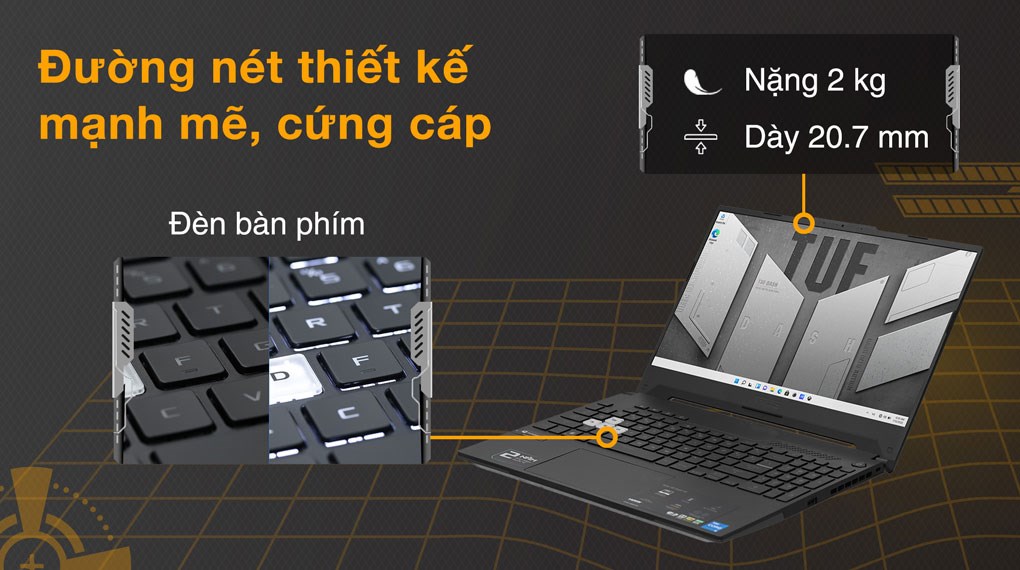 Đường nét thiết kế
mạnh mẽ, cứng cáp
Nặng 2 kg
Dày 20.7 mm
Đèn bàn phím
R
T
F
G
D
C
V
R
T
D
F
C
TUF
DASH